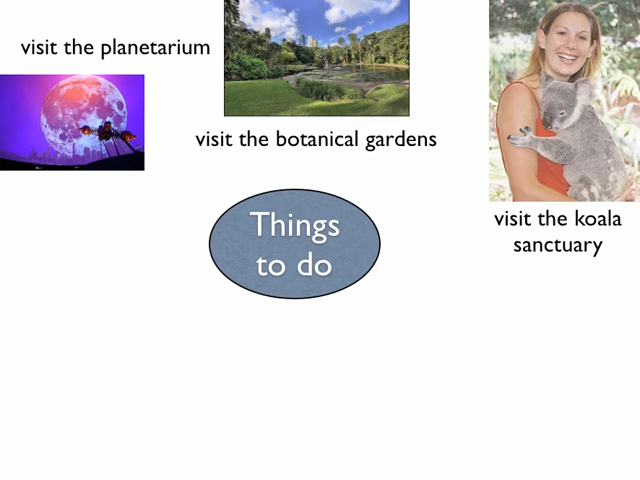 visit the planetarium
visit the botanical gardens
visit the koala
sanctuary
Things
to do